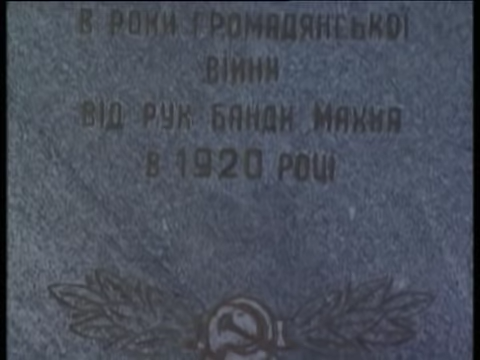 В РОКИ ГРОМАДЯНСЬКОЇ
ВІЙНИ
ВІД РУК БАНДИ МАХНА
В 1920 РОЦІ